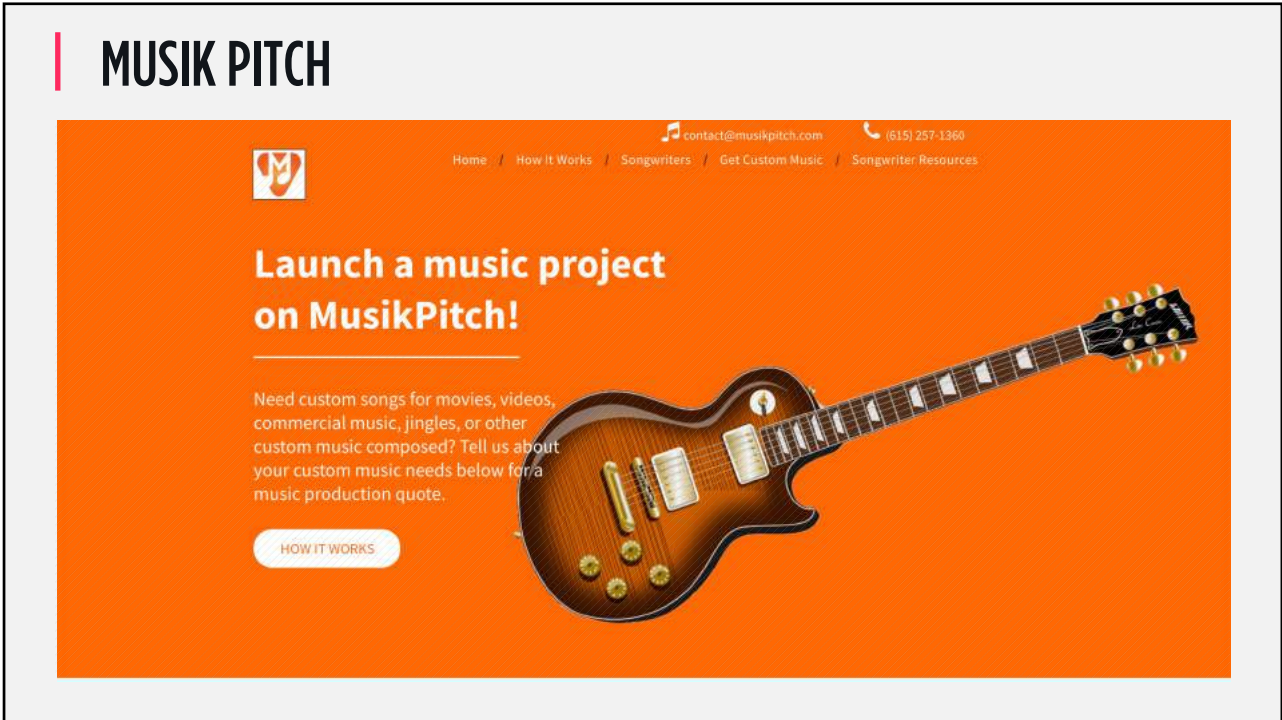 MUSIK PITCH
contact@musikpitch.com (615) 257-1360
Home / How It Works / Songwriters / Get Custom Music / Songwriter Resources
Launch a music project
on MusikPitch!
Need custom songs for movies, videos,
commercial music, jingles, or other
custom music composed? Tell us about
your custom music needs below for a
music production quote.
HOW IT WORKS